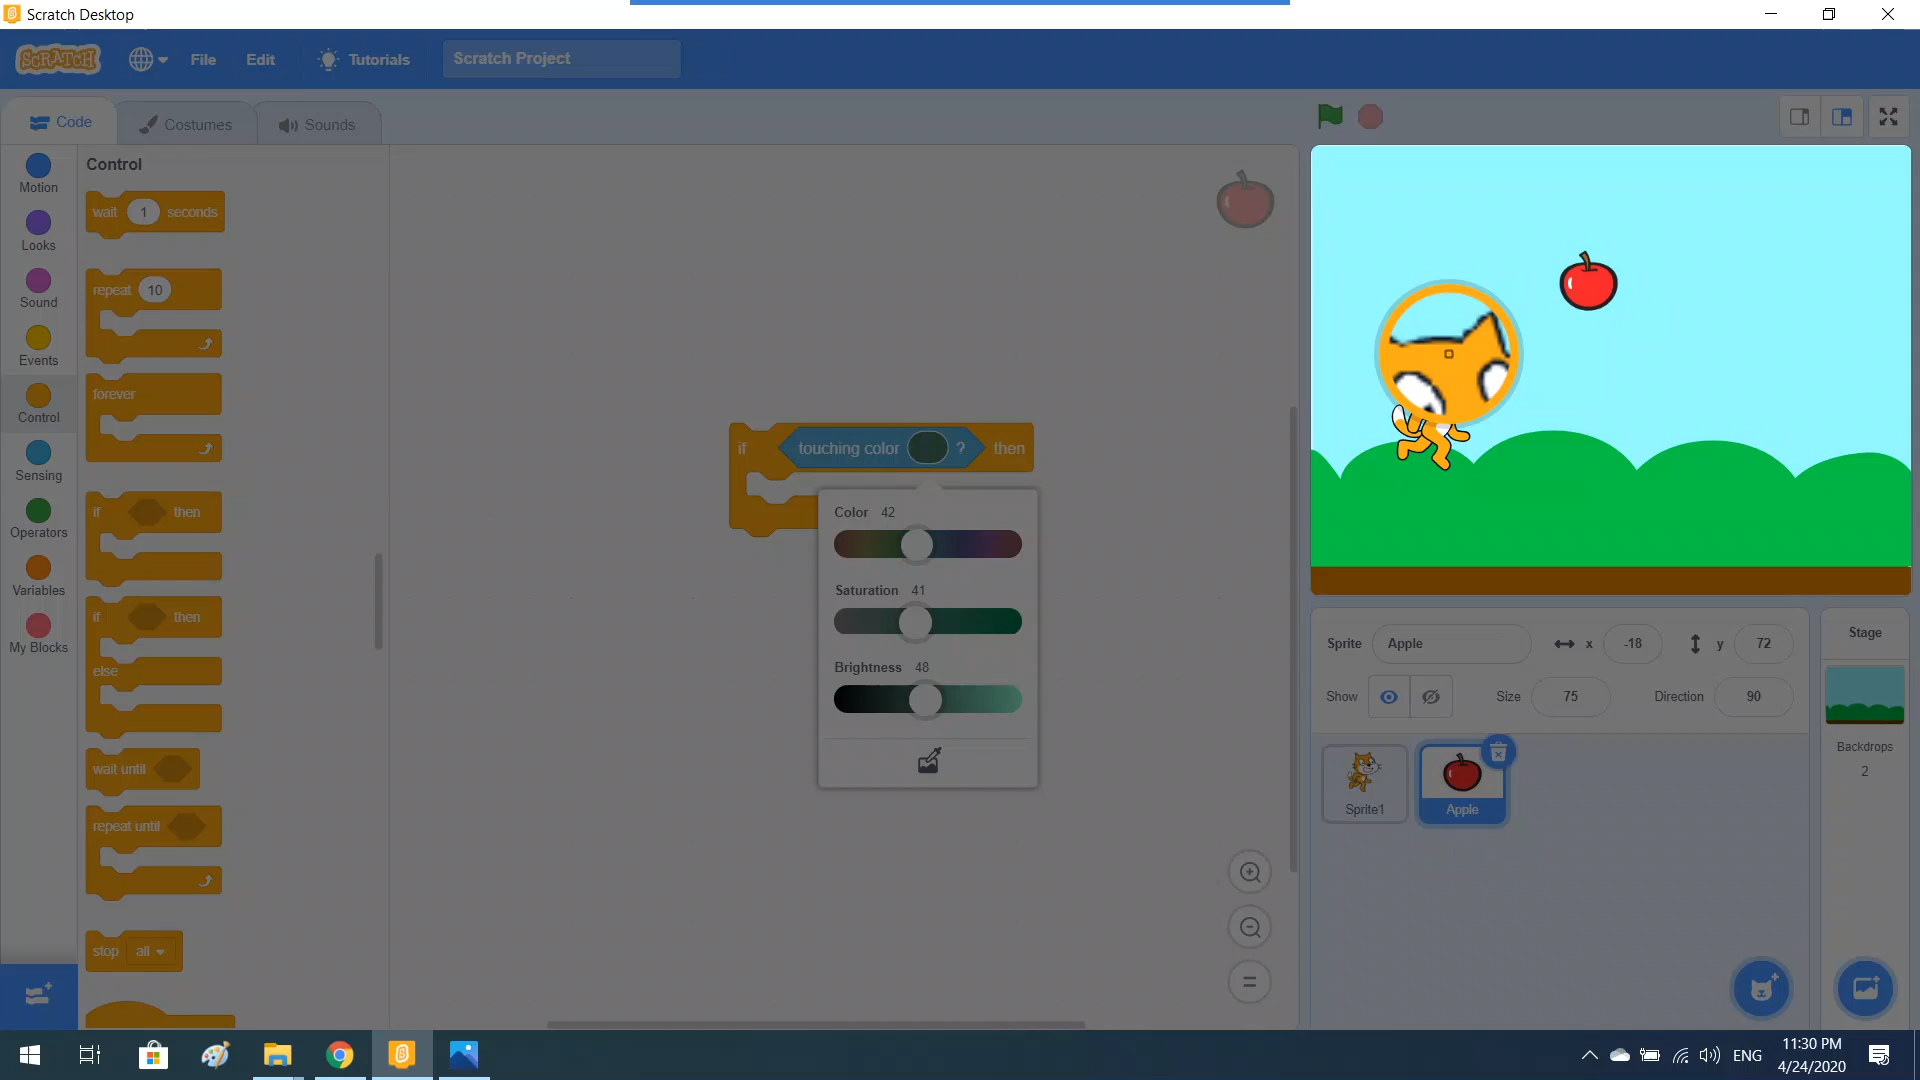 Scratch Desktop
SCRATCH
File
Edit
Tutorials
Scratch Project
Code
Costumes
Sounds
Motion
Looks
Sound
Events
Control
Sensing
Operators
Variables
My Blocks
Control
wait 1 seconds
repeat 10
forever
if then
if then
else
wait until
repeat until
stop all
if touching color ? then
Color 42
Saturation 41
Brightness 48
Sprite Apple x -18 y 72
Show Size 75 Direction 90
Sprite1
Apple
Stage
Backdrops
2
ENG
11:30 PM
4/24/2020